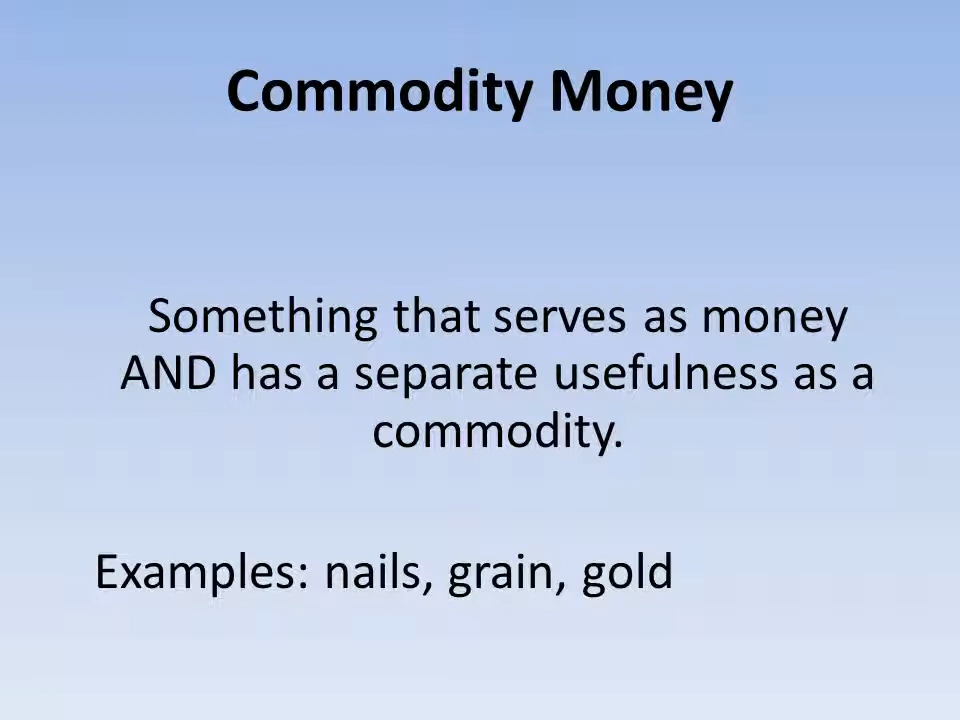 Commodity Money
Something that serves as money
AND has a separate usefulness as a
commodity.
Examples: nails, grain, gold